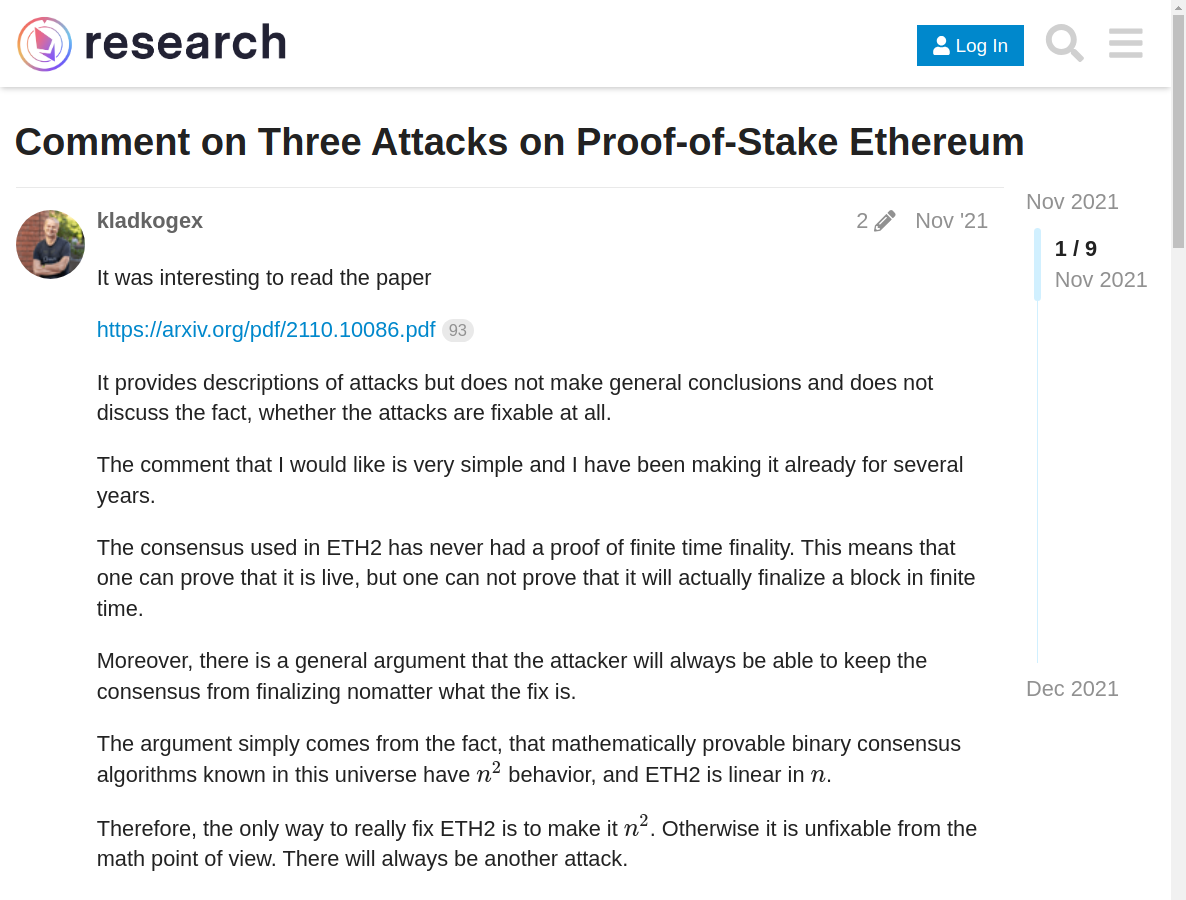 research
Log In
Comment on Three Attacks on Proof-of-Stake Ethereum
kladkogex
2
Nov '21
Nov 2021
1 / 9
Nov 2021
It was interesting to read the paper
https://arxiv.org/pdf/2110.10086.pdf 93
It provides descriptions of attacks but does not make general conclusions and does not
discuss the fact, whether the attacks are fixable at all.
The comment that I would like is very simple and I have been making it already for several
years.
The consensus used in ETH2 has never had a proof of finite time finality. This means that
one can prove that it is live, but one can not prove that it will actually finalize a block in finite
time.
Moreover, there is a general argument that the attacker will always be able to keep the
consensus from finalizing nomatter what the fix is.
Dec 2021
The argument simply comes from the fact, that mathematically provable binary consensus
algorithms known in this universe have n² behavior, and ETH2 is linear in n.
Therefore, the only way to really fix ETH2 is to make it n². Otherwise it is unfixable from the
math point of view. There will always be another attack.